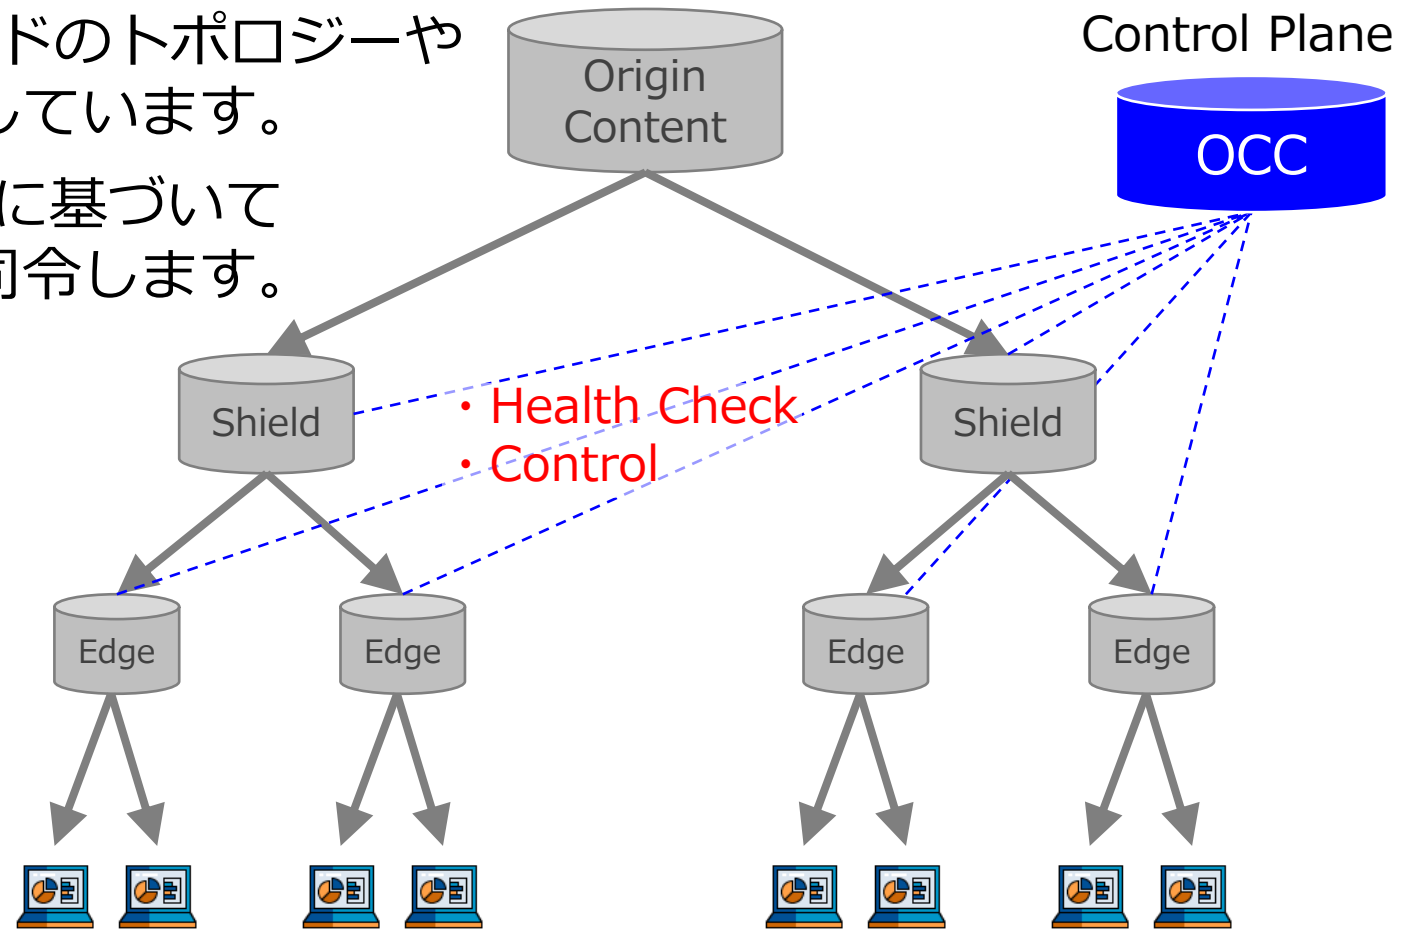 ドのトポロジーや
しています。
に基づいて
司令します。
Origin
Content
Control Plane
OCC
Shield
・Health Check
・Control
Shield
Edge
Edge
Edge
Edge